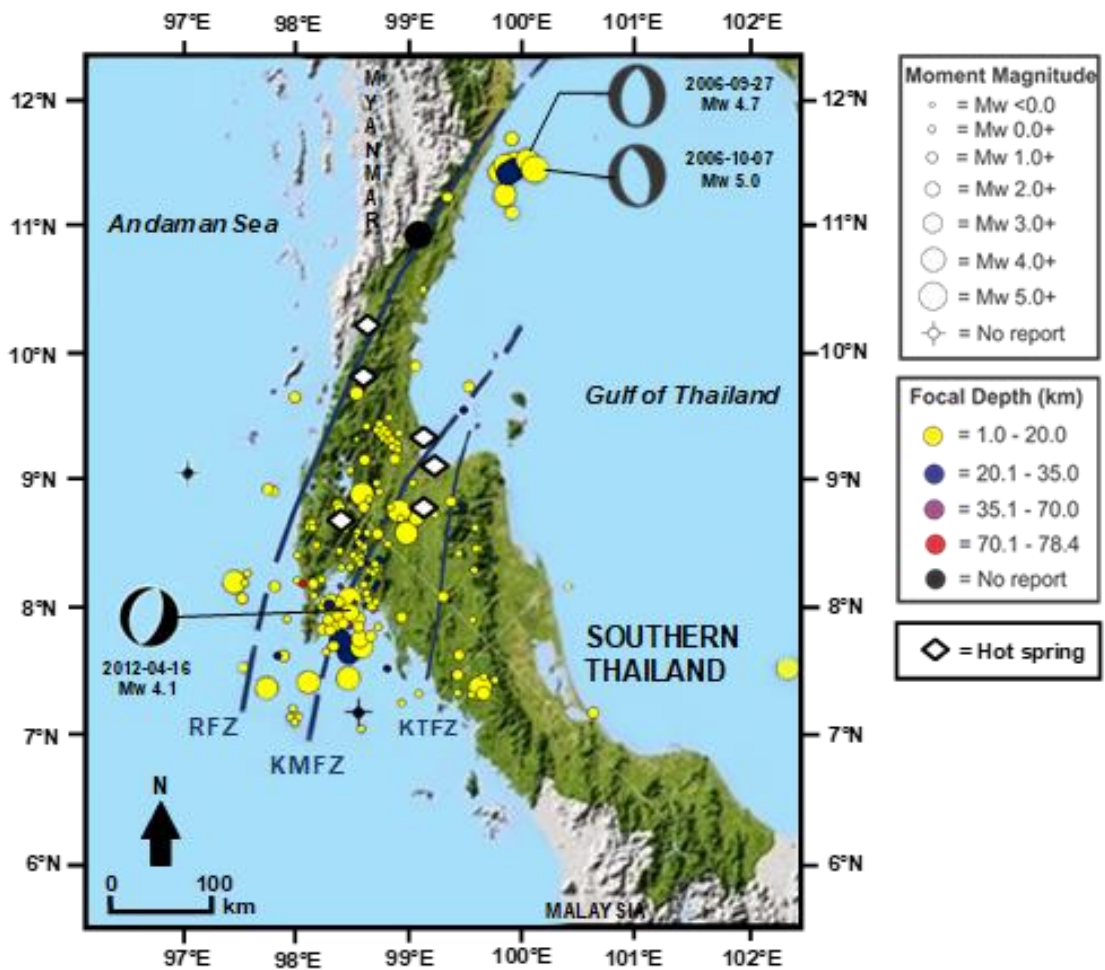 97°E 98°E 99°E 100°E 101°E 102°E
12°N
11°N
10°N
9°N
8°N
7°N
6°N
MYANMAR
2006-09-27
Mw 4.7
2006-10-07
Mw 5.0
Andaman Sea
Gulf of Thailand
2012-04-16
Mw 4.1
SOUTHERN
THAILAND
RFZ
KMFZ
KTFZ
N
0 100
km
MALAYSIA
12°N
11°N
10°N
9°N
8°N
7°N
6°N
97°E 98°E 99°E 100°E 101°E 102°E
Moment Magnitude
= Mw <0.0
= Mw 0.0+
= Mw 1.0+
= Mw 2.0+
= Mw 3.0+
= Mw 4.0+
= Mw 5.0+
= No report
Focal Depth (km)
= 1.0 - 20.0
= 20.1 - 35.0
= 35.1 - 70.0
= 70.1 - 78.4
= No report
= Hot spring